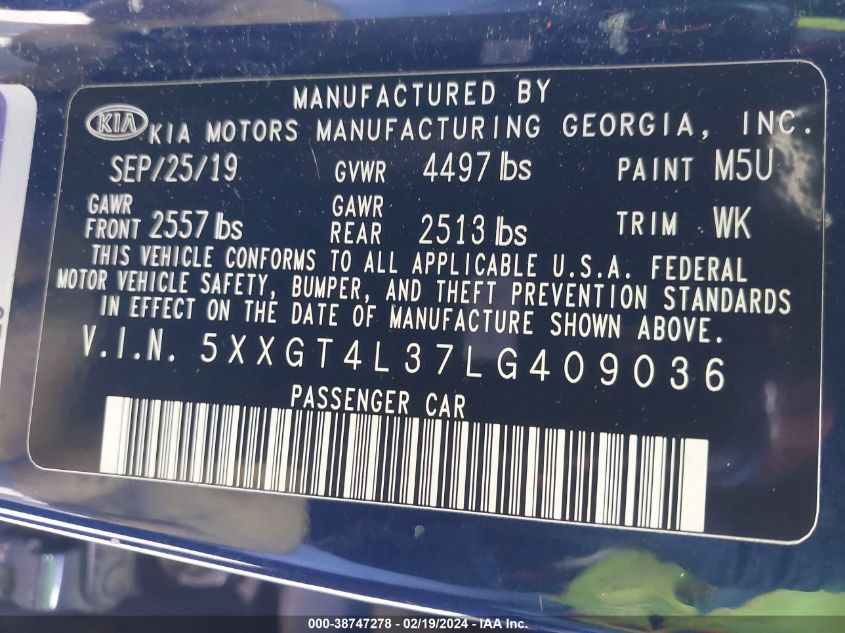 MANUFACTURED BY
KIA KIA MOTORS MANUFACTURING GEORGIA, INC.
SEP/25/19 GVWR 4497 lbs PAINT M5U
GAWR FRONT 2557 lbs GAWR REAR 2513 lbs TRIM WK
THIS VEHICLE CONFORMS TO ALL APPLICABLE U.S.A. FEDERAL
MOTOR VEHICLE SAFETY, BUMPER, AND THEFT PREVENTION STANDARDS
IN EFFECT ON THE DATE OF MANUFACTURE SHOWN ABOVE.
V.I.N. 5XXGT4L37LG409036
PASSENGER CAR
000-38747278 - 02/19/2024 - IAA Inc.